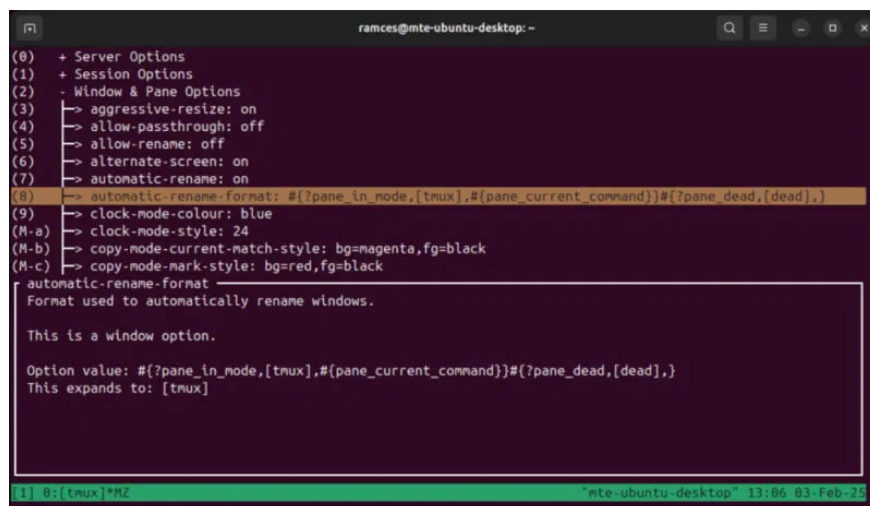 ramces@mte-ubuntu-desktop: ~
(0) + Server Options
(1) + Session Options
(2) - Window & Pane Options
(3) ├─> aggressive-resize: on
(4) ├─> allow-passthrough: off
(5) ├─> allow-rename: off
(6) ├─> alternate-screen: on
(7) ├─> automatic-rename: on
(8) ├─> automatic-rename-format: #{?pane_in_mode,[tmux],#{pane_current_command}}#{?pane_dead,[dead],}
(9) ├─> clock-mode-colour: blue
(M-a) ├─> clock-mode-style: 24
(M-b) ├─> copy-mode-current-match-style: bg=magenta,fg=black
(M-c) ├─> copy-mode-mark-style: bg=red,fg=black
automatic-rename-format
Format used to automatically rename windows.
This is a window option.
Option value: #{?pane_in_mode,[tmux],#{pane_current_command}}#{?pane_dead,[dead],}
This expands to: [tmux]
[1] 0:[tmux]*MZ "mte-ubuntu-desktop" 13:06 03-Feb-25